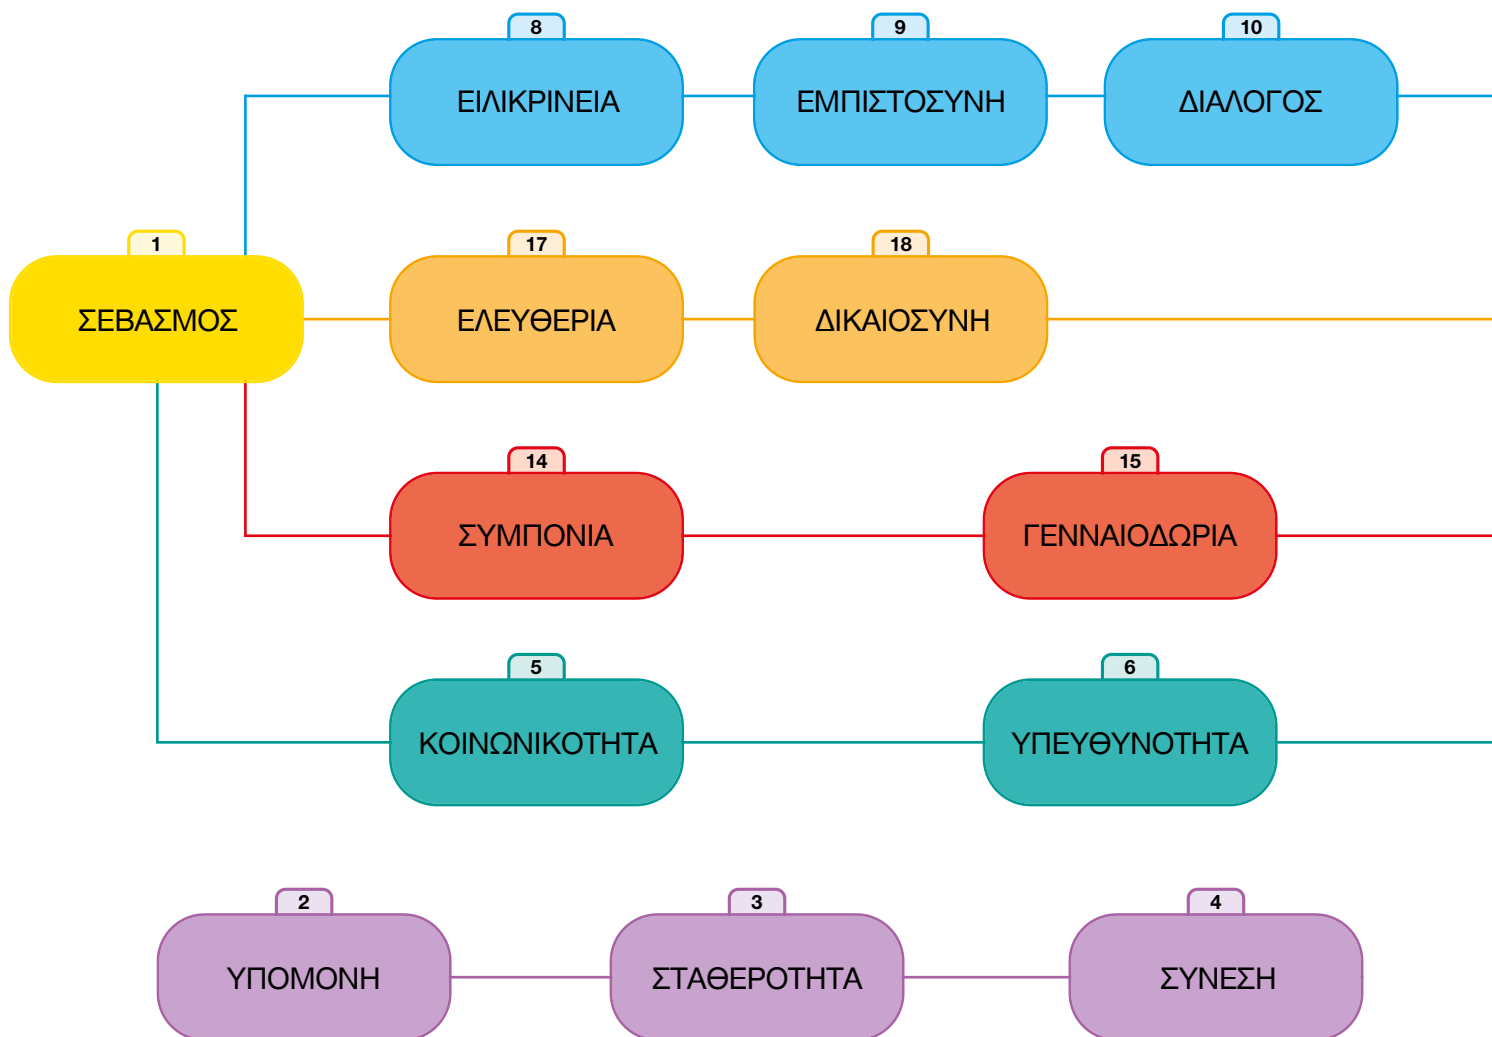 8
ΕΙΛΙΚΡΙΝΕΙΑ
9
ΕΜΠΙΣΤΟΣΥΝΗ
10
ΔΙΑΛΟΓΟΣ
1
ΣΕΒΑΣΜΟΣ
17
ΕΛΕΥΘΕΡΙΑ
18
ΔΙΚΑΙΟΣΥΝΗ
14
ΣΥΜΠΟΝΙΑ
15
ΓΕΝΝΑΙΟΔΩΡΙΑ
5
ΚΟΙΝΩΝΙΚΟΤΗΤΑ
6
ΥΠΕΥΘΥΝΟΤΗΤΑ
2
ΥΠΟΜΟΝΗ
3
ΣΤΑΘΕΡΟΤΗΤΑ
4
ΣΥΝΕΣΗ